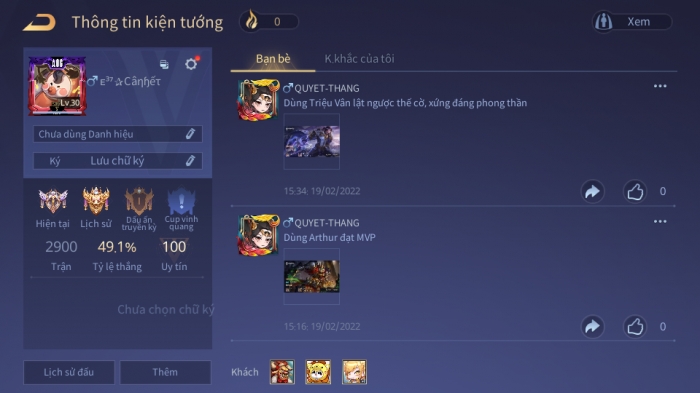 Thông tin kiện tướng
0
Xem
Bạn bè
K.khắc của tôi
Lv.30
Chưa dùng Danh hiệu
Ký Lưu chữ ký
Hiện tại
Lịch sử
Dấu ấn truyền kỳ
Cup vinh quang
2900
49,1%
100
Trận
Tỷ lệ thắng
Uy tín
Chưa chọn chữ ký
Lịch sử đấu
Thêm
QUYET-THANG
Dùng Triệu Vân lật ngược thế cờ, xứng đáng phong thần
15:34: 19/02/2022
0
QUYET-THANG
Dùng Arthur đạt MVP
15:16: 19/02/2022
0
Khách